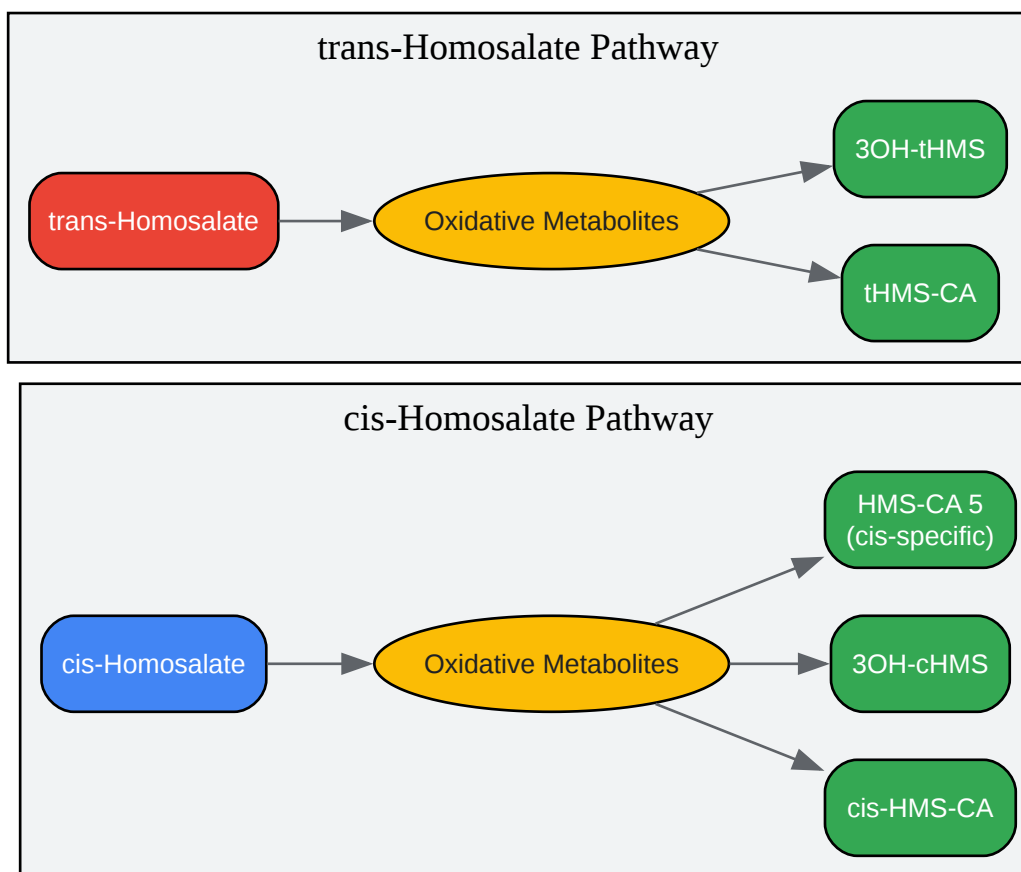 trans-Homosalate Pathway
trans-Homosalate
Oxidative Metabolites
3OH-tHMS
tHMS-CA
cis-Homosalate Pathway
cis-Homosalate
Oxidative Metabolites
HMS-CA 5
(cis-specific)
3OH-cHMS
cis-HMS-CA